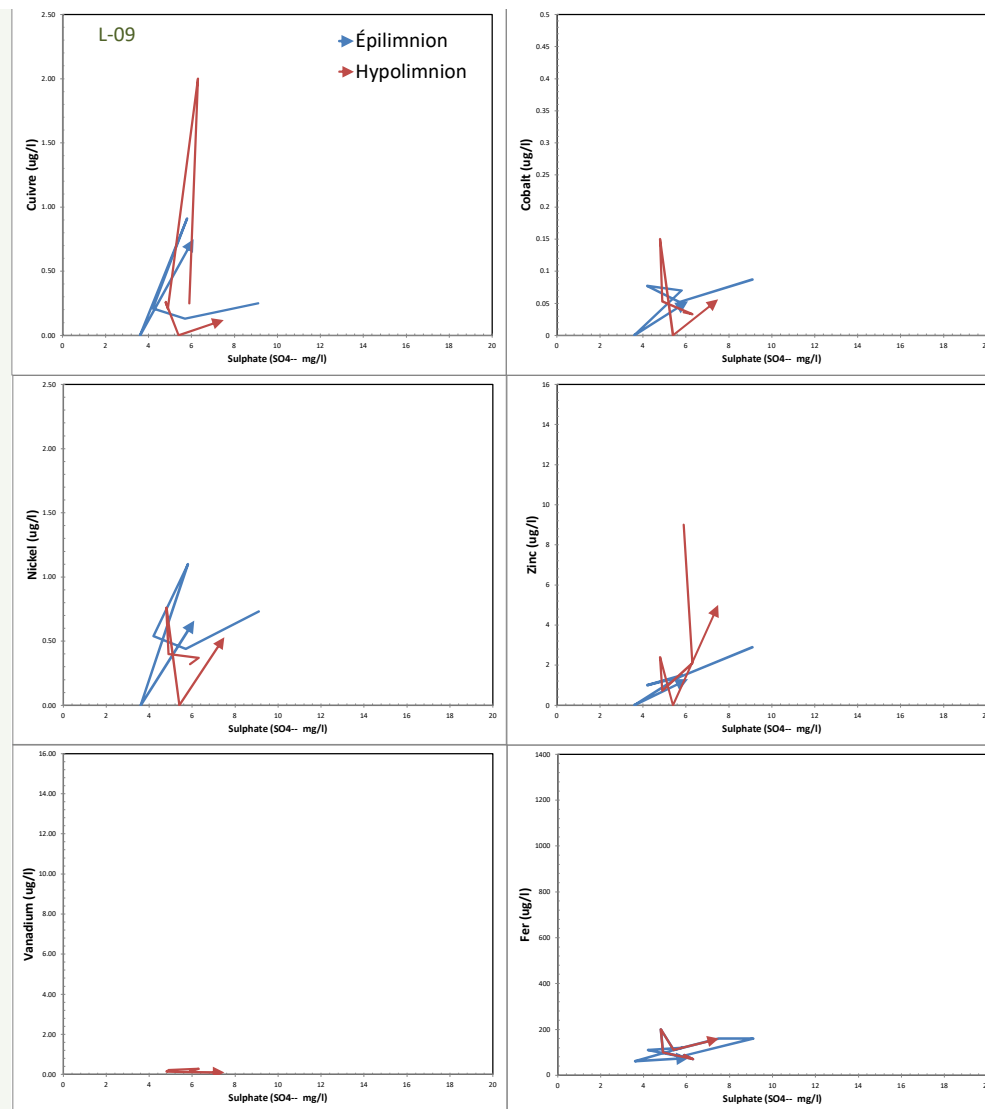 L-09
Épilimnion
Hypolimnion
Cuivre (ug/l)
2.50
2.00
1.50
1.00
0.50
0.00
0 2 4 6 8 10 12 14 16 18 20
Sulphate (SO4-- mg/l)
Cobalt (ug/l)
0.5
0.45
0.4
0.35
0.3
0.25
0.2
0.15
0.1
0.05
0
0 2 4 6 8 10 12 14 16 18
Sulphate (SO4-- mg/l)
Nickel (ug/l)
2.50
2.00
1.50
1.00
0.50
0.00
0 2 4 6 8 10 12 14 16 18 20
Sulphate (SO4-- mg/l)
Zinc (ug/l)
16
14
12
10
8
6
4
2
0
0 2 4 6 8 10 12 14 16 18
Sulphate (SO4-- mg/l)
Vanadium (ug/l)
16.00
14.00
12.00
10.00
8.00
6.00
4.00
2.00
0.00
0 2 4 6 8 10 12 14 16 18 20
Sulphate (SO4-- mg/l)
Fer (ug/l)
1400
1200
1000
800
600
400
200
0
0 2 4 6 8 10 12 14 16 18
Sulphate (SO4-- mg/l)